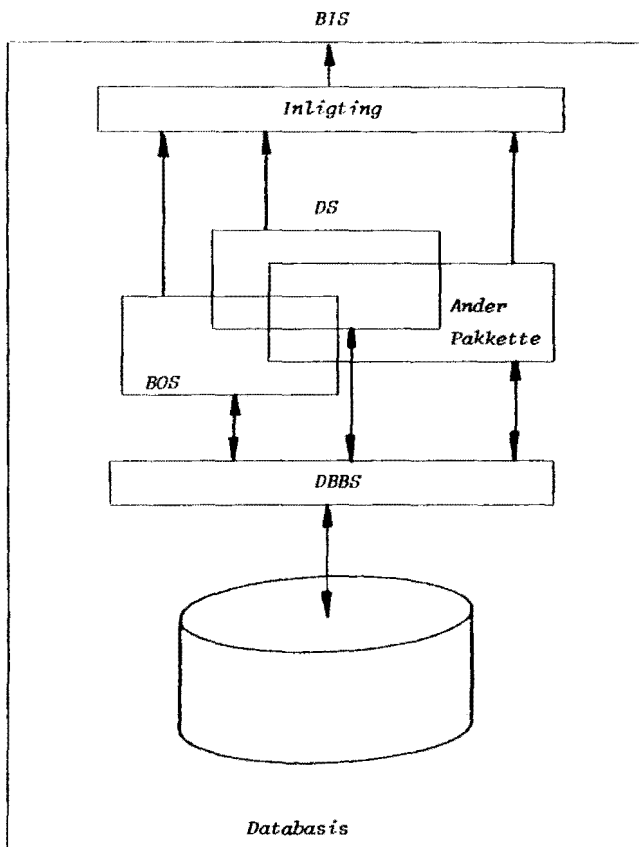 BIS
Inligting
DS
Ander
Pakkette
BOS
DBBS
Databasis